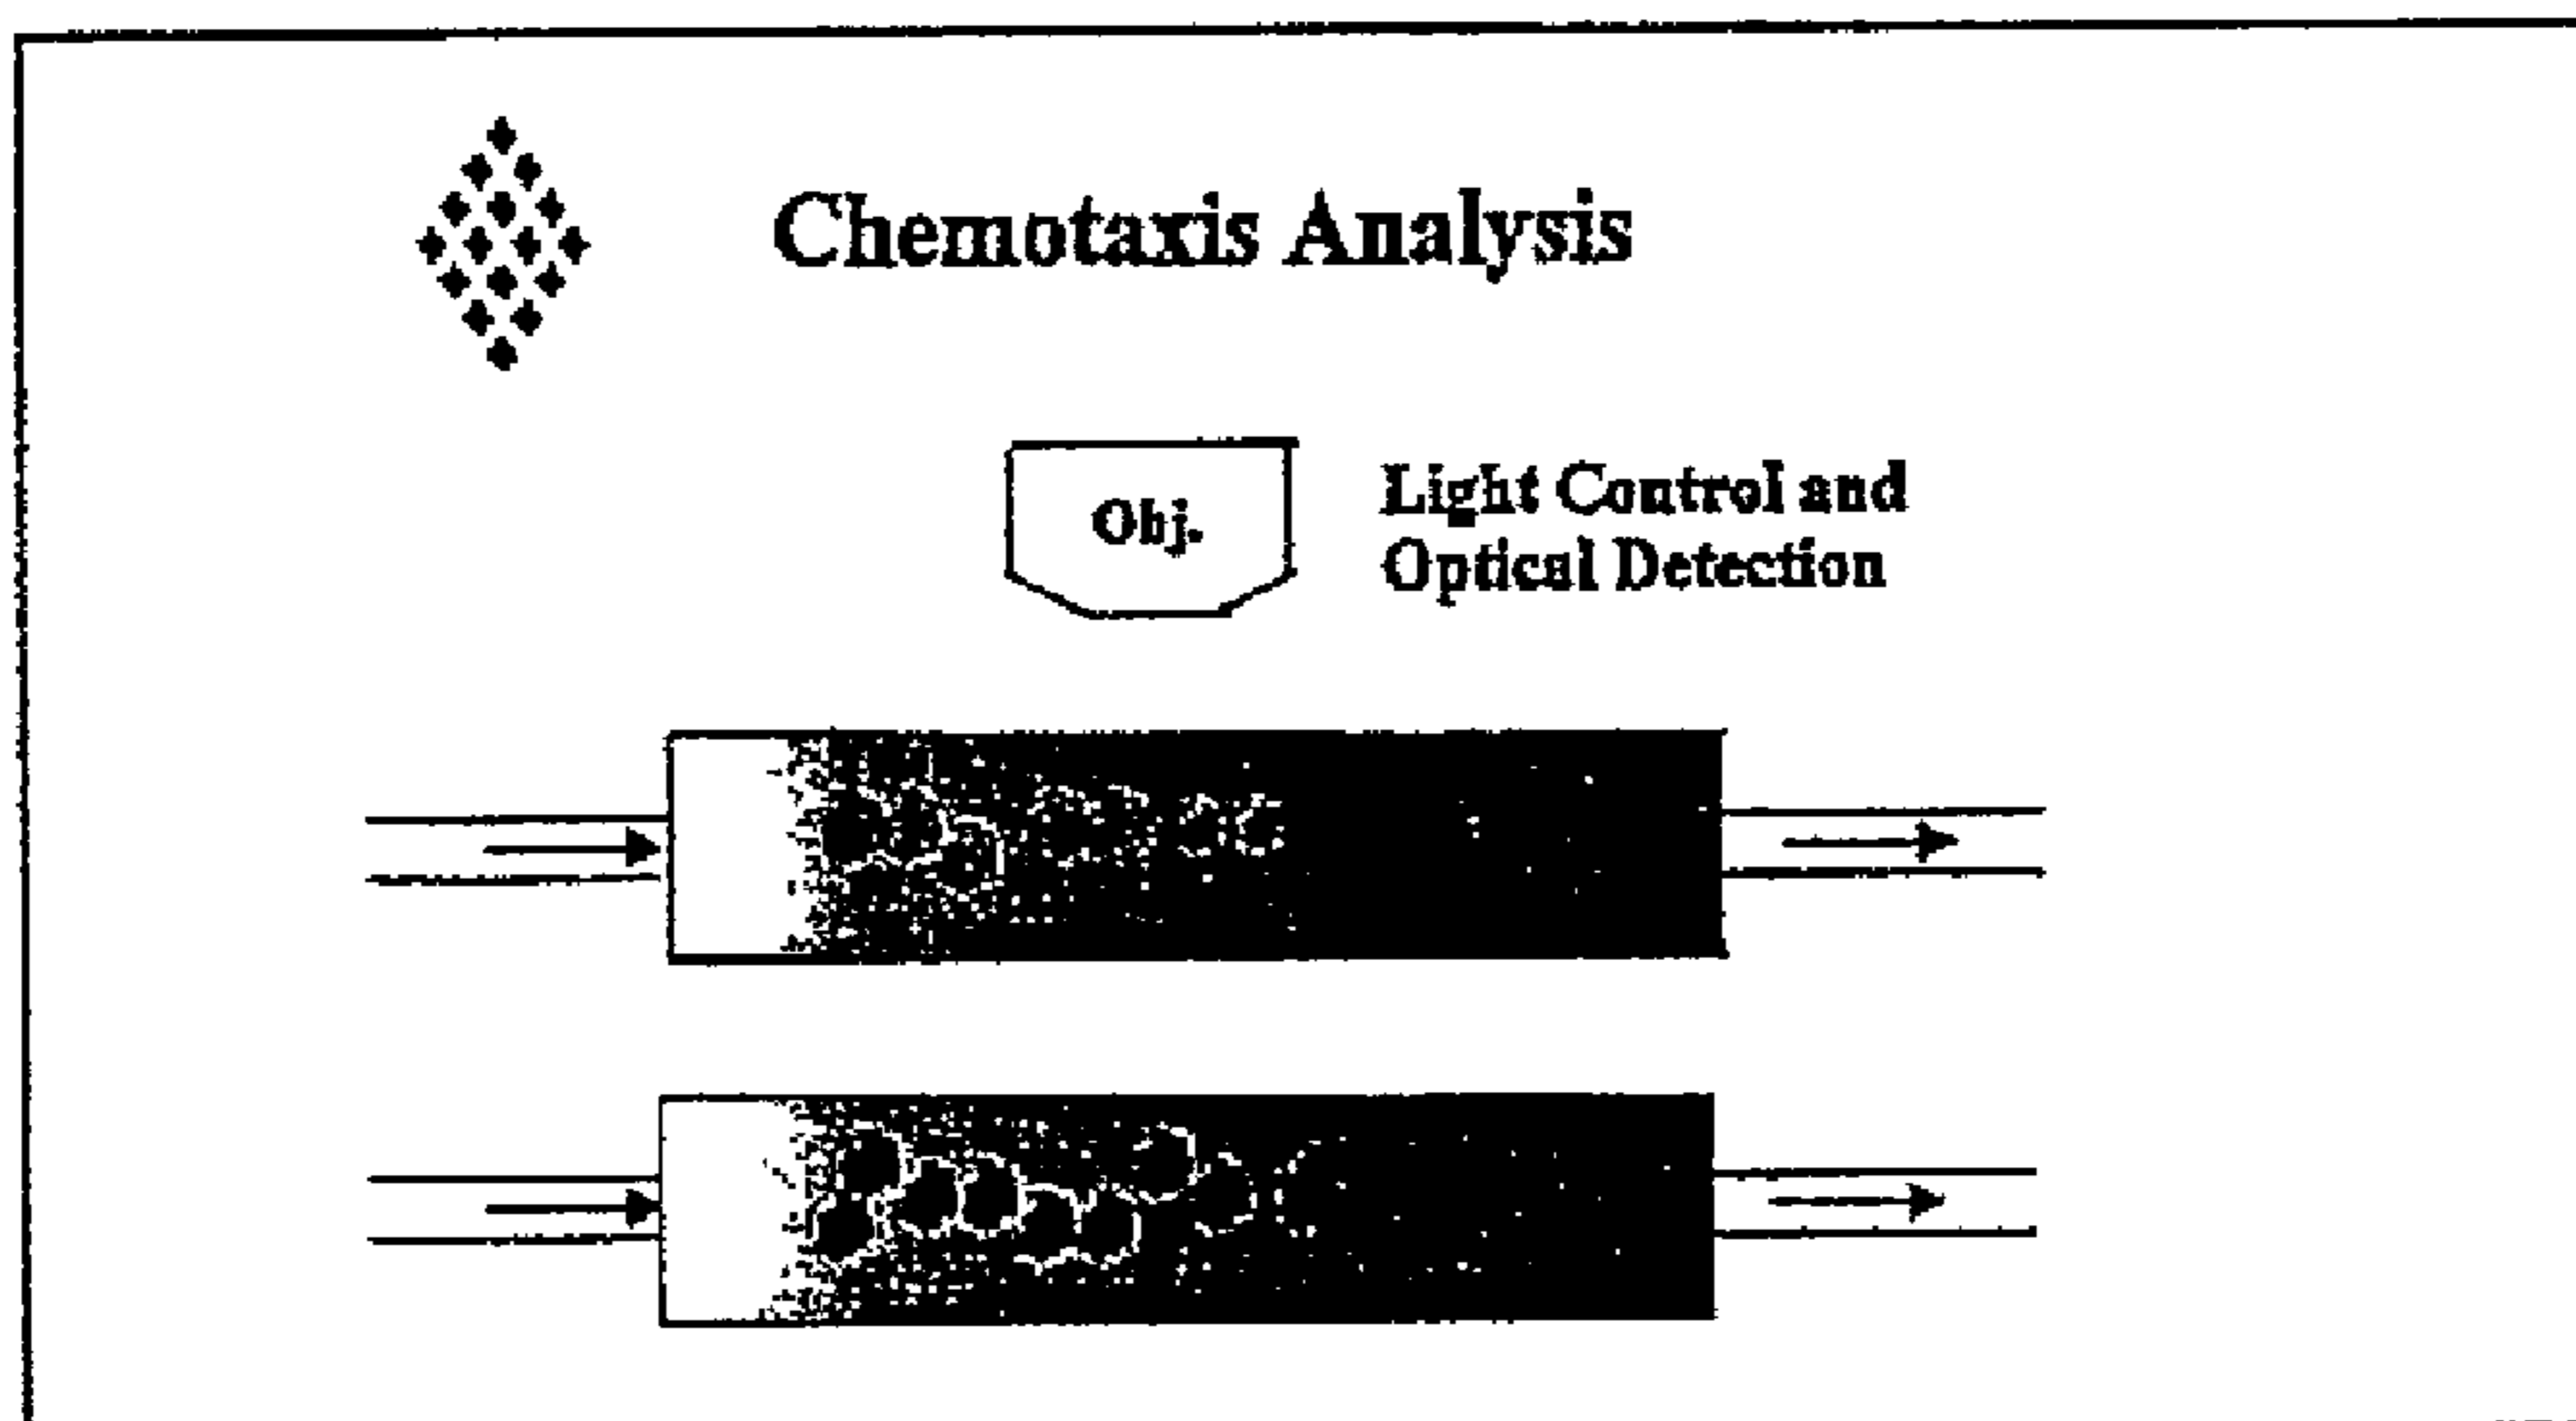 Chemotaxis Analysis
Obj.
Light Control and
Optical Detection